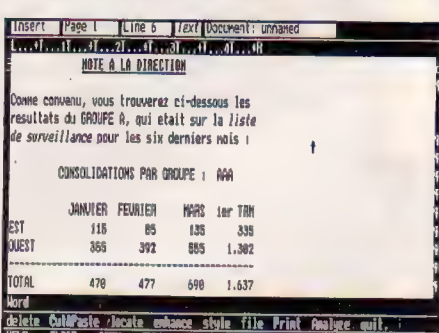 Insert Page 1 Line 6 Text Document: unnamed
NOTE A LA DIRECTION
Comme convenu, vous trouverez ci-dessous les
resultats du GROUPE A, qui etait sur la liste
de surveillance pour les six derniers mois :
CONSOLIDATIONS PAR GROUPE : AAA
JANVIER FEVRIER MARS 1er TRM
EST 115 85 135 335
OUEST 355 392 555 1.302
TOTAL 470 477 690 1.637
Word
delete Cut&Paste locate enhance style file Print Analyze quit